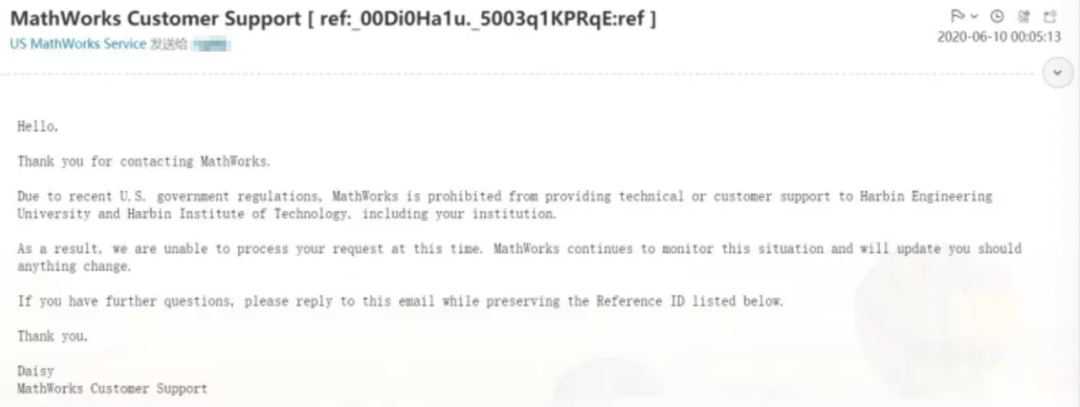 MathWorks Customer Support [ ref:_00Di0Ha1u._5003q1KPRqE:ref ]
US MathWorks Service 发送给
2020-06-10 00:05:13
Hello,
Thank you for contacting MathWorks.
Due to recent U.S. government regulations, MathWorks is prohibited from providing technical or customer support to Harbin Engineering
University and Harbin Institute of Technology, including your institution.
As a result, we are unable to process your request at this time. MathWorks continues to monitor this situation and will update you should
anything change.
If you have further questions, please reply to this email while preserving the Reference ID listed below.
Thank you,
Daisy
MathWorks Customer Support